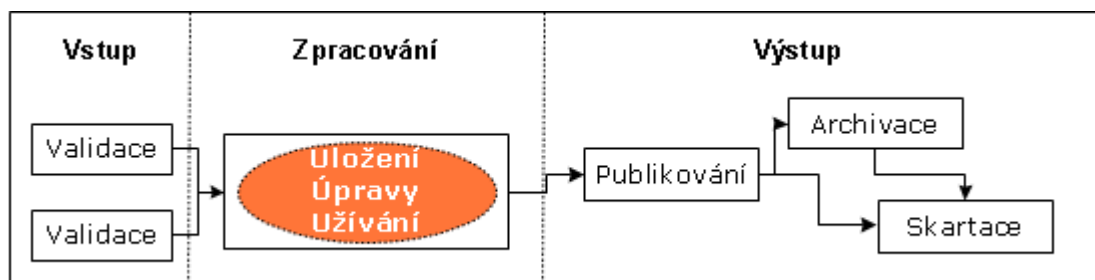 Vstup
Zpracování
Výstup
Validace
Validace
Uložení
Úpravy
Užívání
Publikování
Archivace
Skartace